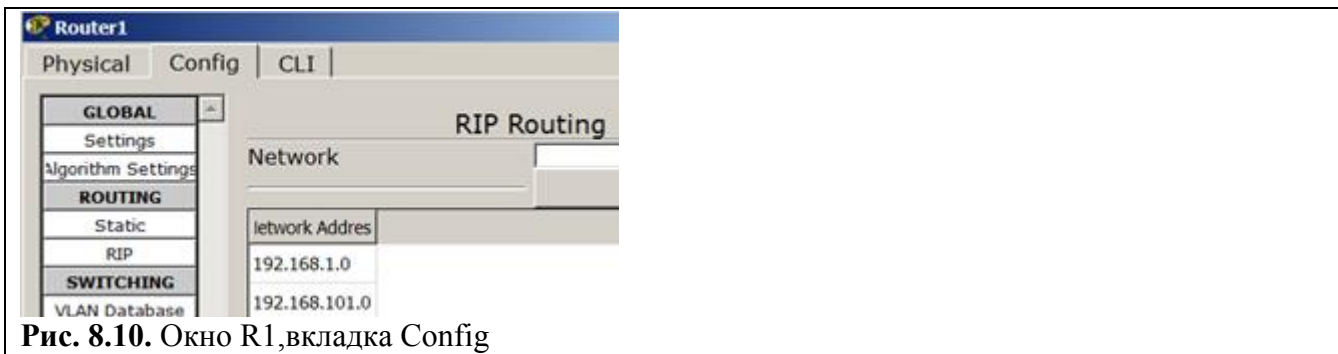 Router1
Physical Config CLI
GLOBAL
Settings
Algorithm Settings
ROUTING
Static
RIP
SWITCHING
VLAN Database
RIP Routing
Network
letwork Addres
192.168.1.0
192.168.101.0
Рис. 8.10. Окно R1,вкладка Config